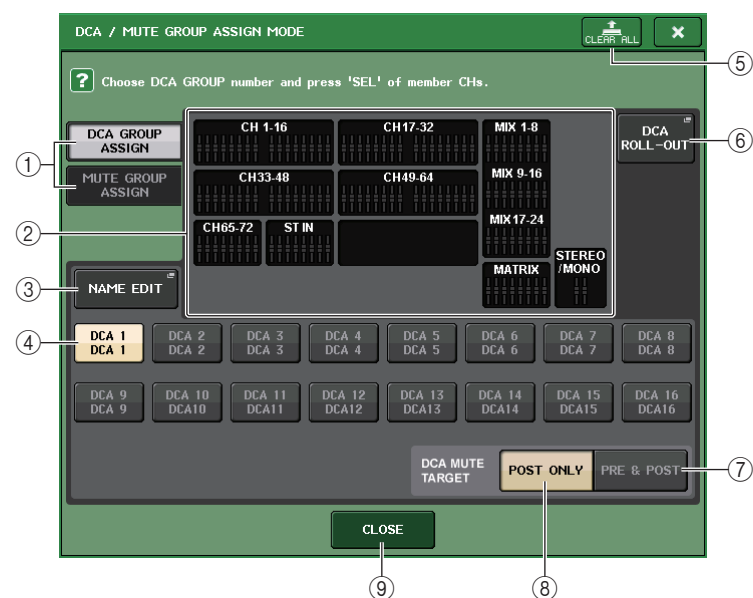 DCA / MUTE GROUP ASSIGN MODE
CLEAR ALL
×
⑤
? Choose DCA GROUP number and press 'SEL' of member CHs.
①
DCA GROUP
ASSIGN
MUTE GROUP
ASSIGN
②
CH 1-16
CH17-32
MIX 1-8
CH33-48
CH49-64
MIX 9-16
CH65-72
ST IN
MIX17-24
MATRIX
STEREO
/MONO
DCA
ROLL-OUT
⑥
③
NAME EDIT
④
DCA 1
DCA 1
DCA 2
DCA 2
DCA 3
DCA 3
DCA 4
DCA 4
DCA 5
DCA 5
DCA 6
DCA 6
DCA 7
DCA 7
DCA 8
DCA 8
DCA 9
DCA 9
DCA 10
DCA10
DCA 11
DCA11
DCA 12
DCA12
DCA 13
DCA13
DCA 14
DCA14
DCA 15
DCA15
DCA 16
DCA16
DCA MUTE
TARGET
POST ONLY
PRE & POST
⑦
CLOSE
⑨
⑧